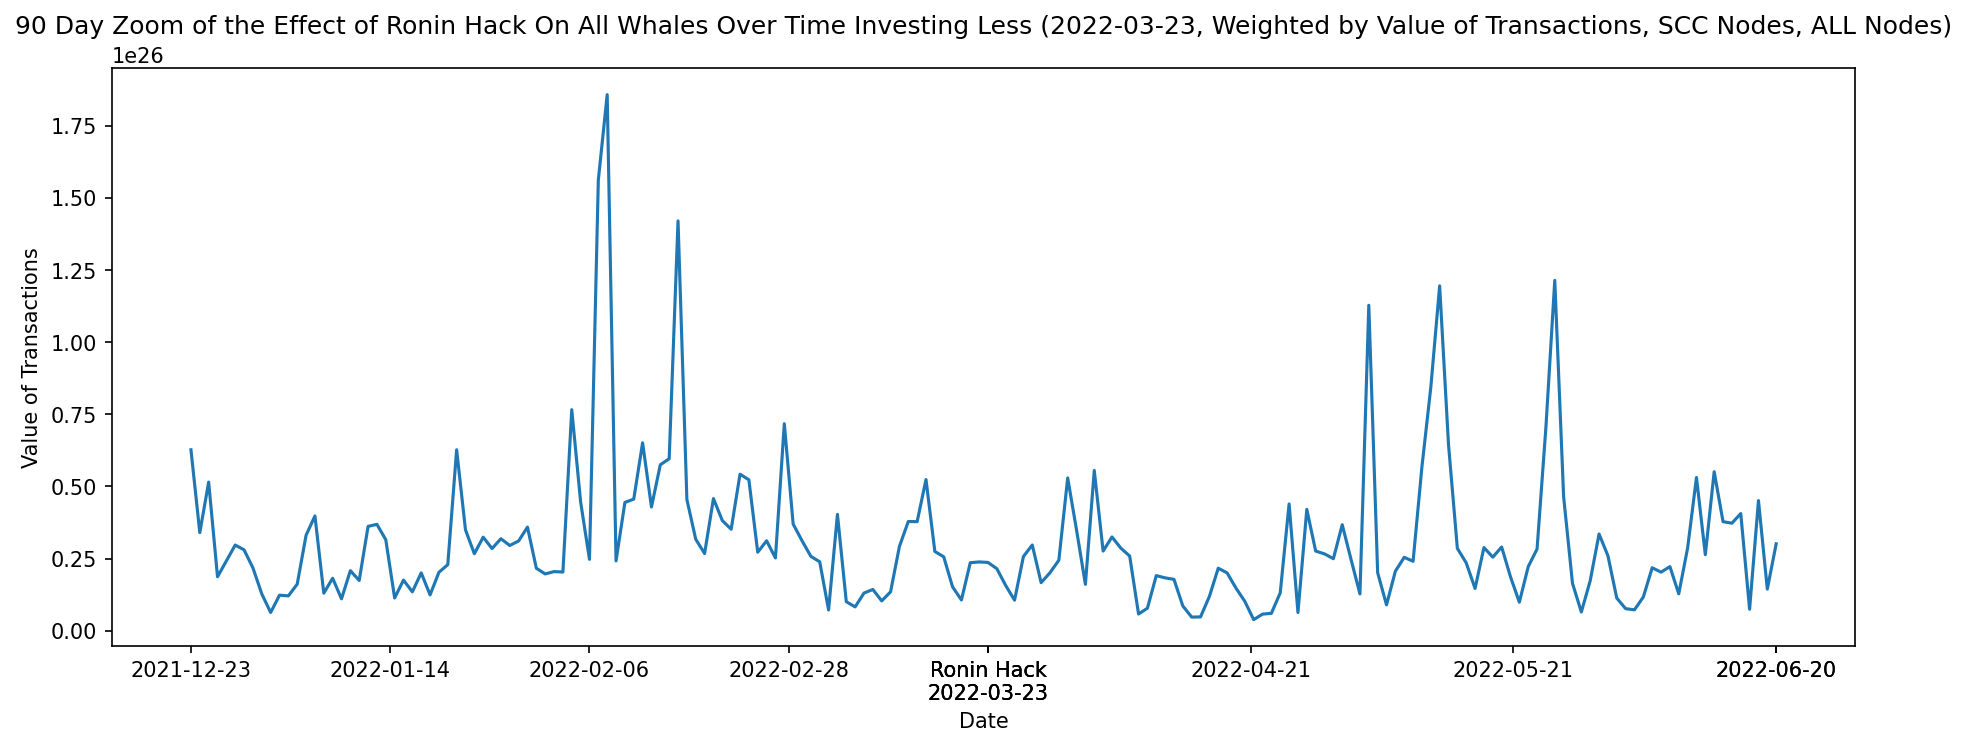 90 Day Zoom of the Effect of Ronin Hack On All Whales Over Time Investing Less (2022-03-23, Weighted by Value of Transactions, SCC Nodes, ALL Nodes)
1e26
1.75
1.50
1.25
1.00
0.75
0.50
0.25
0.00
Value of Transactions
2021-12-23 2022-01-14 2022-02-06 2022-02-28 Ronin Hack 2022-04-21 2022-05-21 2022-06-20
2022-03-23
Date